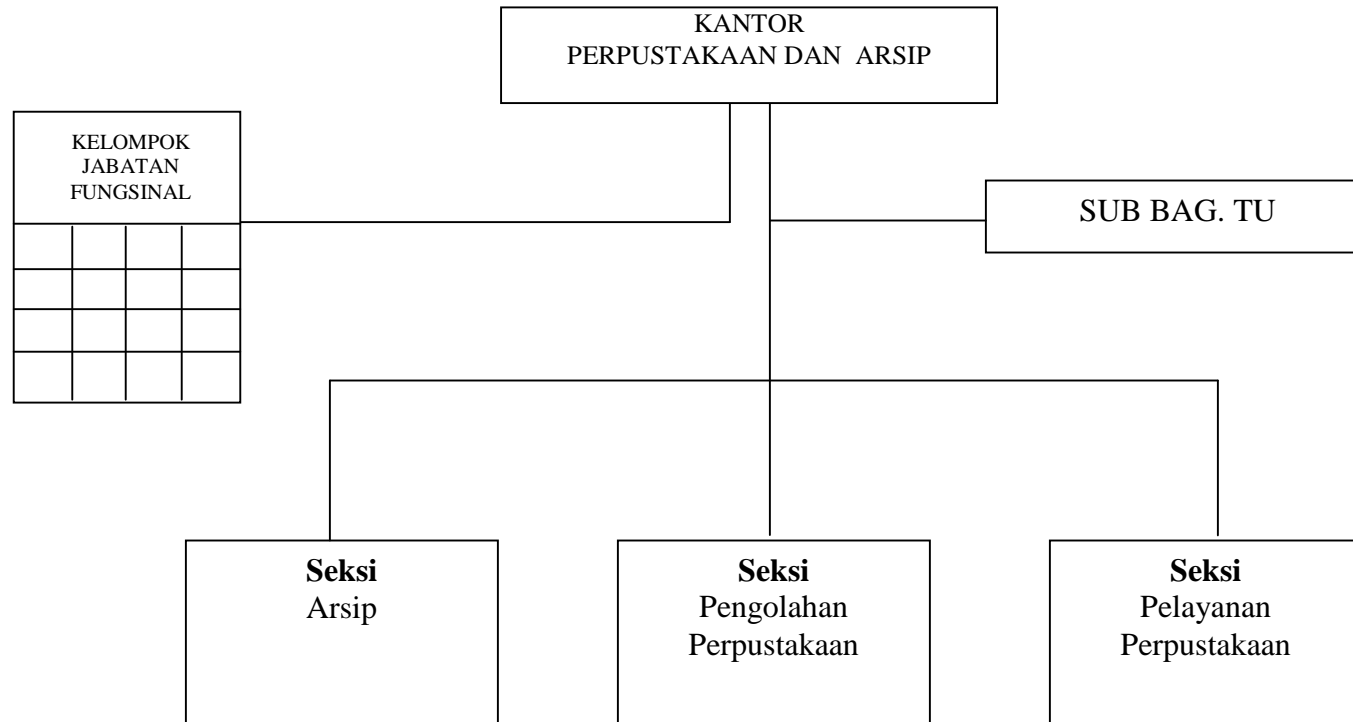 KANTOR
PERPUSTAKAAN DAN ARSIP
KELOMPOK
JABATAN
FUNGSINAL
SUB BAG. TU
Seksi
Arsip
Seksi
Pengolahan
Perpustakaan
Seksi
Pelayanan
Perpustakaan